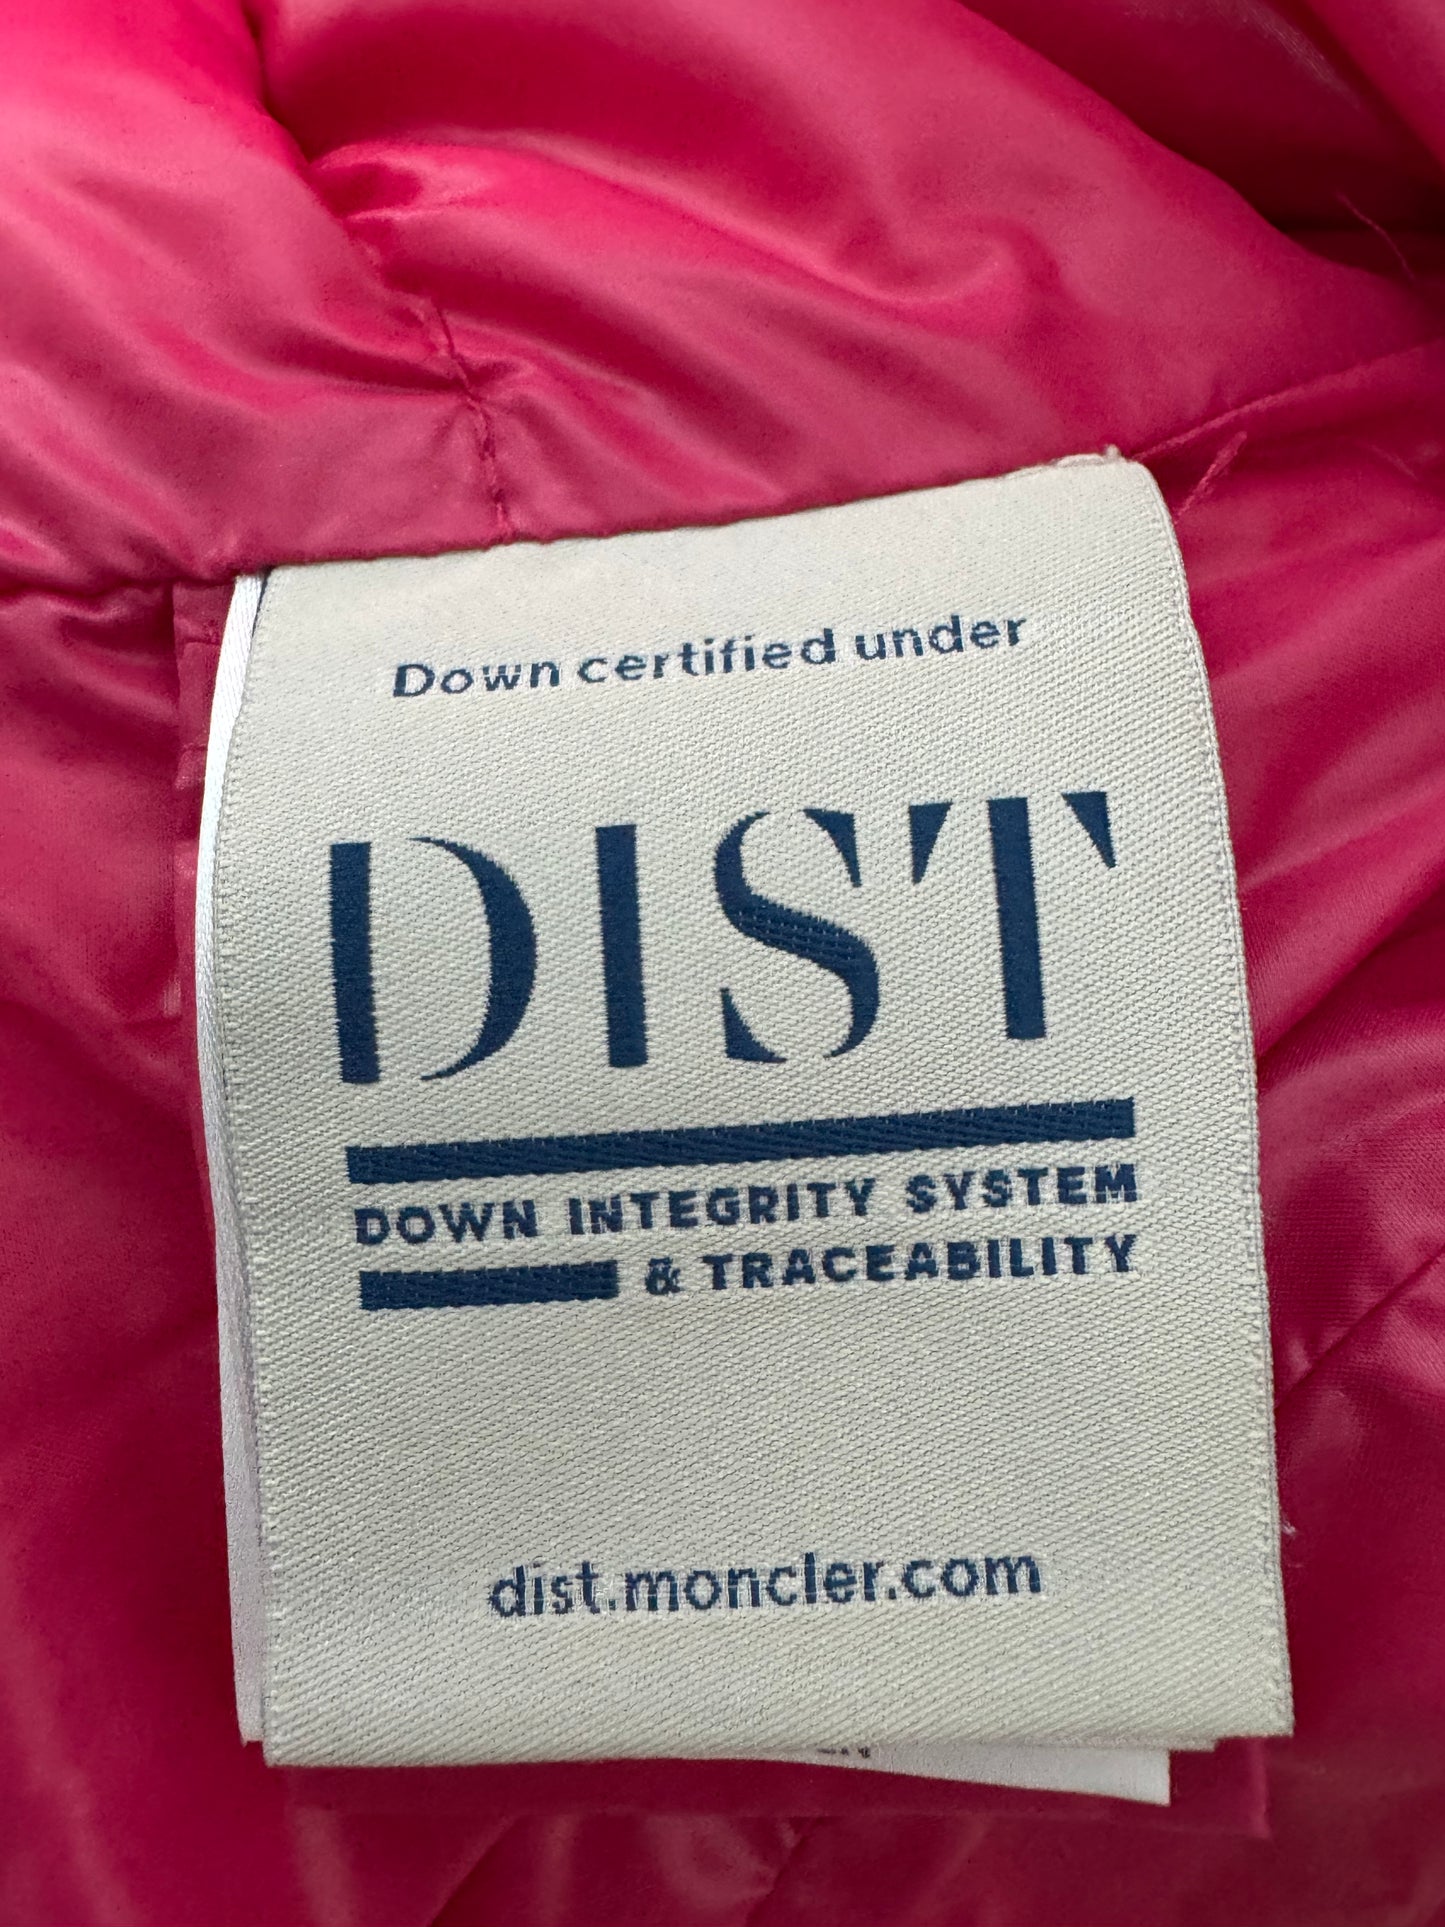 Down certified under
DIST
DOWN INTEGRITY SYSTEM
& TRACEABILITY
dist.moncler.com